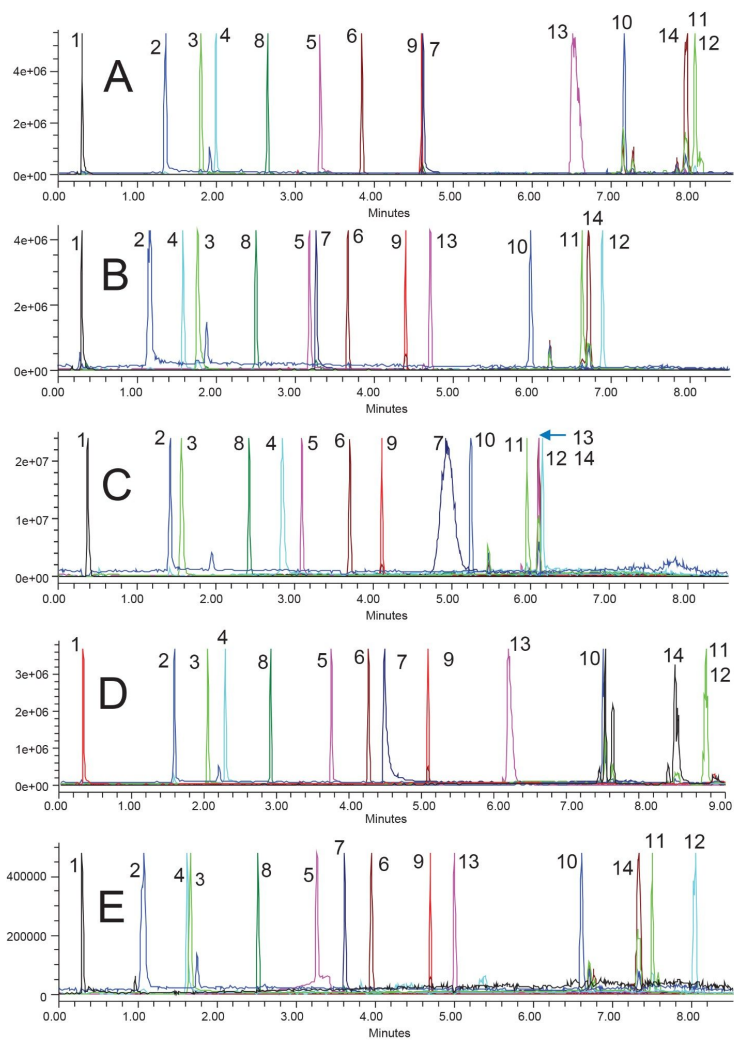 1 2 3 4 8 5 6 9 7 13 10 14 11 12
A
4e+06
2e+06
0e+00
0.00 1.00 2.00 3.00 4.00 5.00 6.00 7.00 8.00
Minutes
1 2 4 3 8 5 7 6 9 13 10 11 14 12
B
4e+06
2e+06
0e+00
0.00 1.00 2.00 3.00 4.00 5.00 6.00 7.00 8.00
Minutes
1 2 3 8 4 5 6 9 7 10 11 13
12 14
C
2e+07
1e+07
0e+00
0.00 1.00 2.00 3.00 4.00 5.00 6.00 7.00 8.00
Minutes
1 2 3 4 8 5 6 7 9 13 10 14 11
12
D
3e+06
2e+06
1e+06
0e+00
0.00 1.00 2.00 3.00 4.00 5.00 6.00 7.00 8.00 9.00
Minutes
1 2 4 3 8 5 7 6 9 13 10 14 11 12
E
400000
200000
0
0.00 1.00 2.00 3.00 4.00 5.00 6.00 7.00 8.00
Minutes